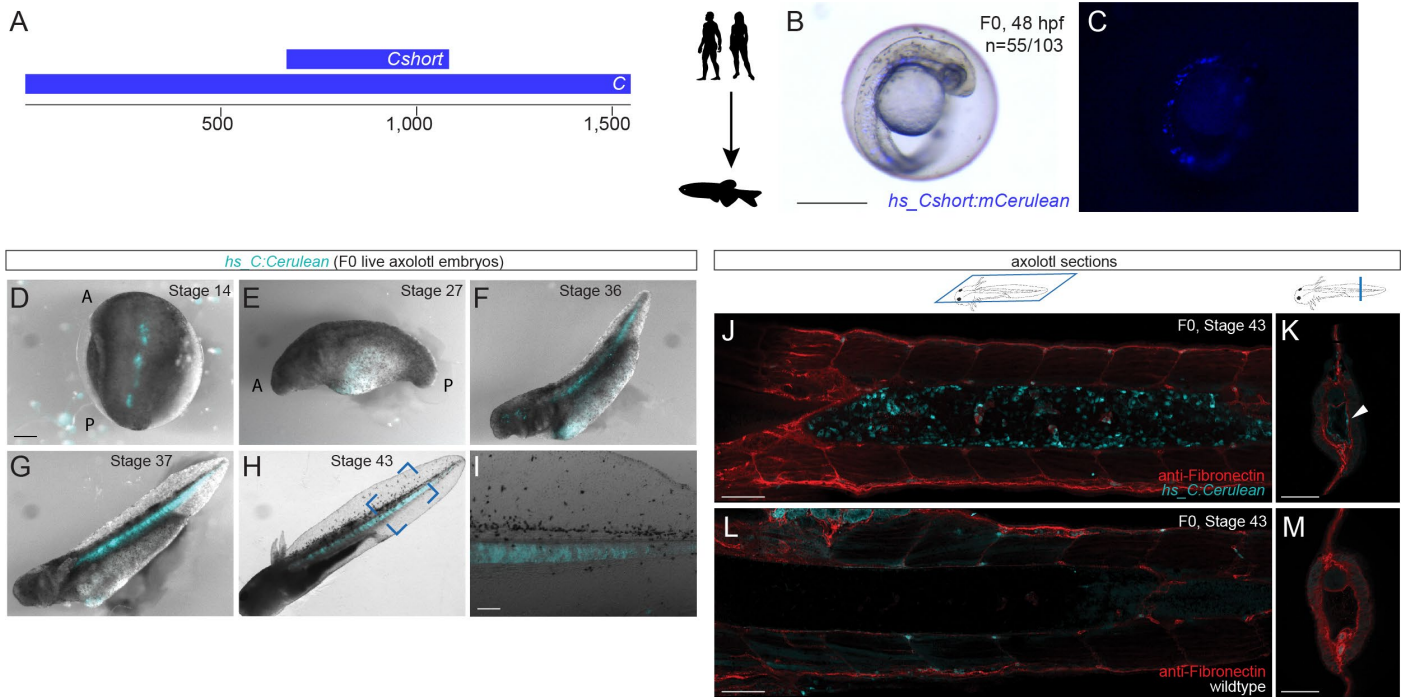 A
Cshort
C
500
1,000
1,500
B
F0, 48 hpf
n=55/103
hs_Cshort:mCerulean
C
hs_C:Cerulean (F0 live axolotl embryos)
D
A
Stage 14
P
E
Stage 27
A
P
F
Stage 36
G
Stage 37
H
Stage 43
I
axolotl sections
J
F0, Stage 43
anti-Fibronectin
hs_C:Cerulean
K
L
F0, Stage 43
anti-Fibronectin
wildtype
M